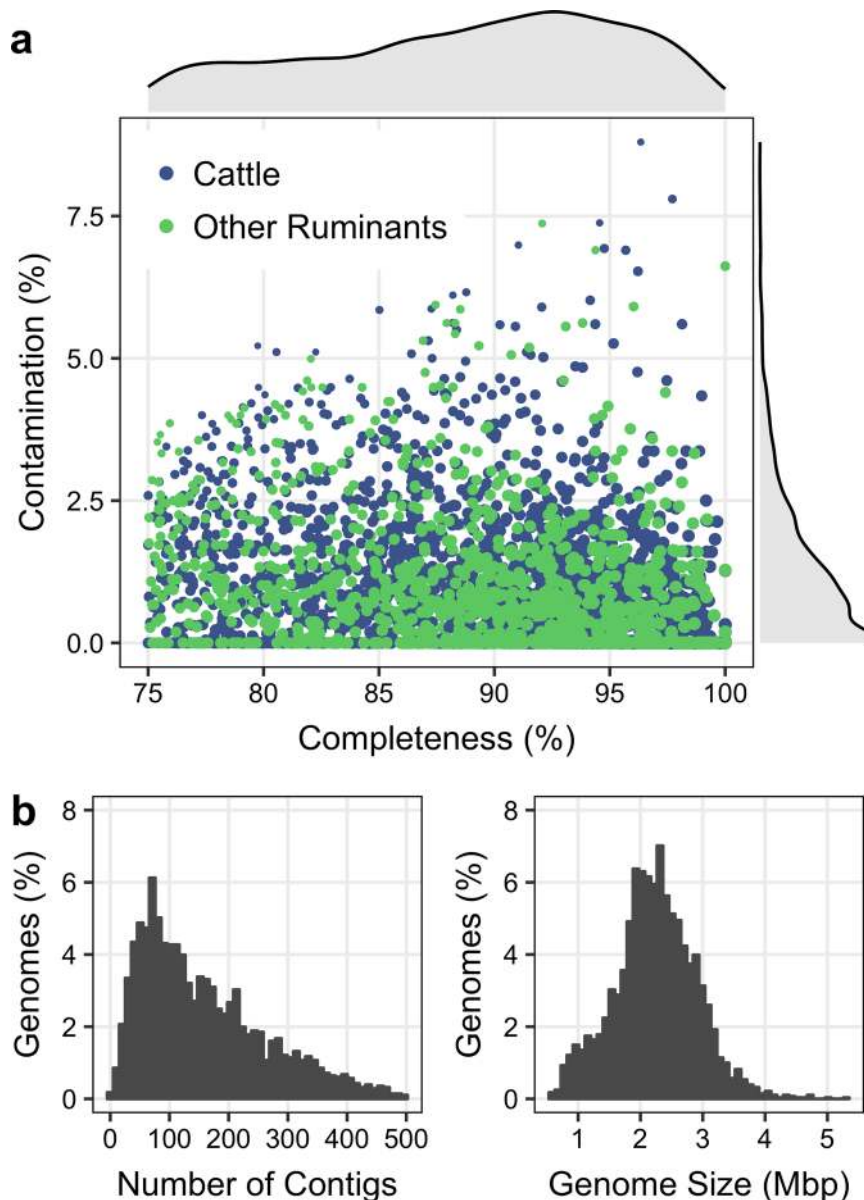 a
Cattle
Other Ruminants
7.5
5.0
2.5
0.0
Contamination (%)
75 80 85 90 95 100
Completeness (%)
b
8
6
4
2
0
Genomes (%)
0 100 200 300 400 500
Number of Contigs
8
6
4
2
0
Genomes (%)
1 2 3 4 5
Genome Size (Mbp)